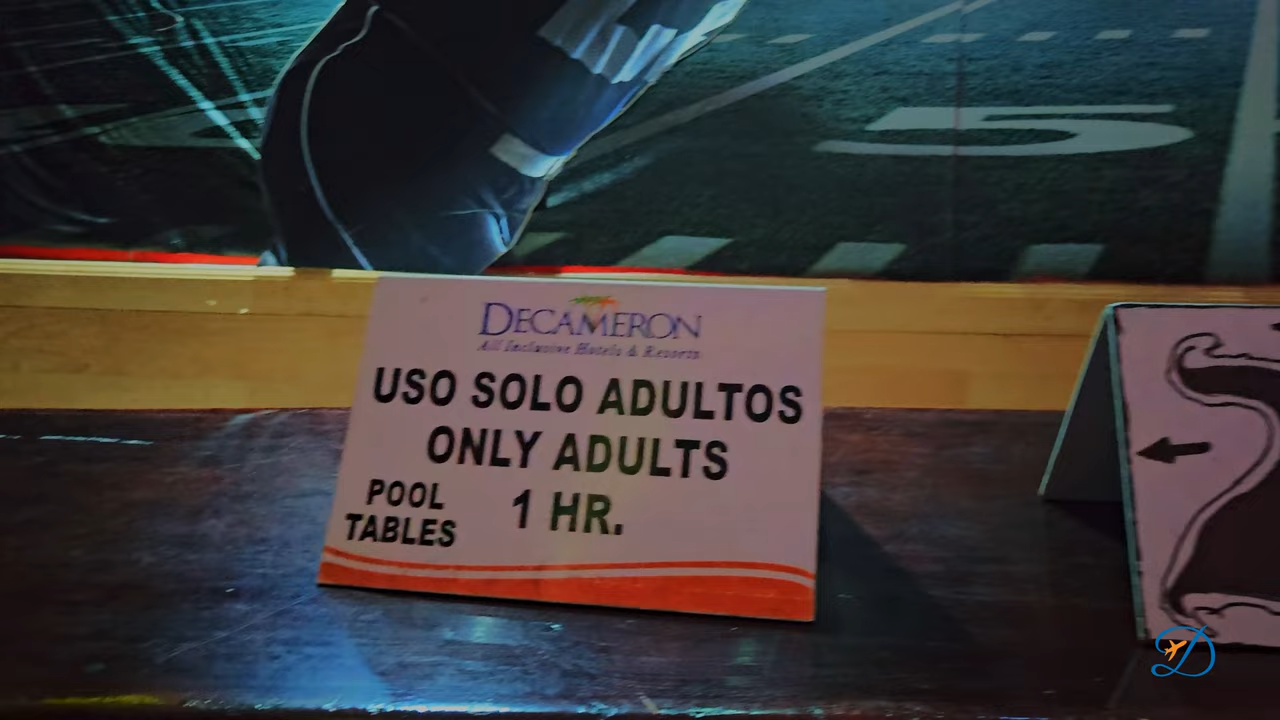 5
DECAMERON
All Inclusive Hotels & Resorts
USO SOLO ADULTOS
ONLY ADULTS
POOL TABLES
1 HR.
D